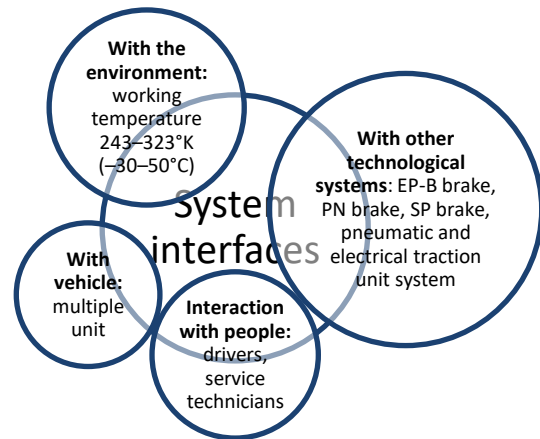 With the
environment:
working
temperature
243–323°K
(–30–50°C)
With other
technological
systems: EP-B brake,
PN brake, SP brake,
pneumatic and
electrical traction
unit system
System
interfaces
With
vehicle:
multiple
unit
Interaction
with people:
drivers,
service
technicians